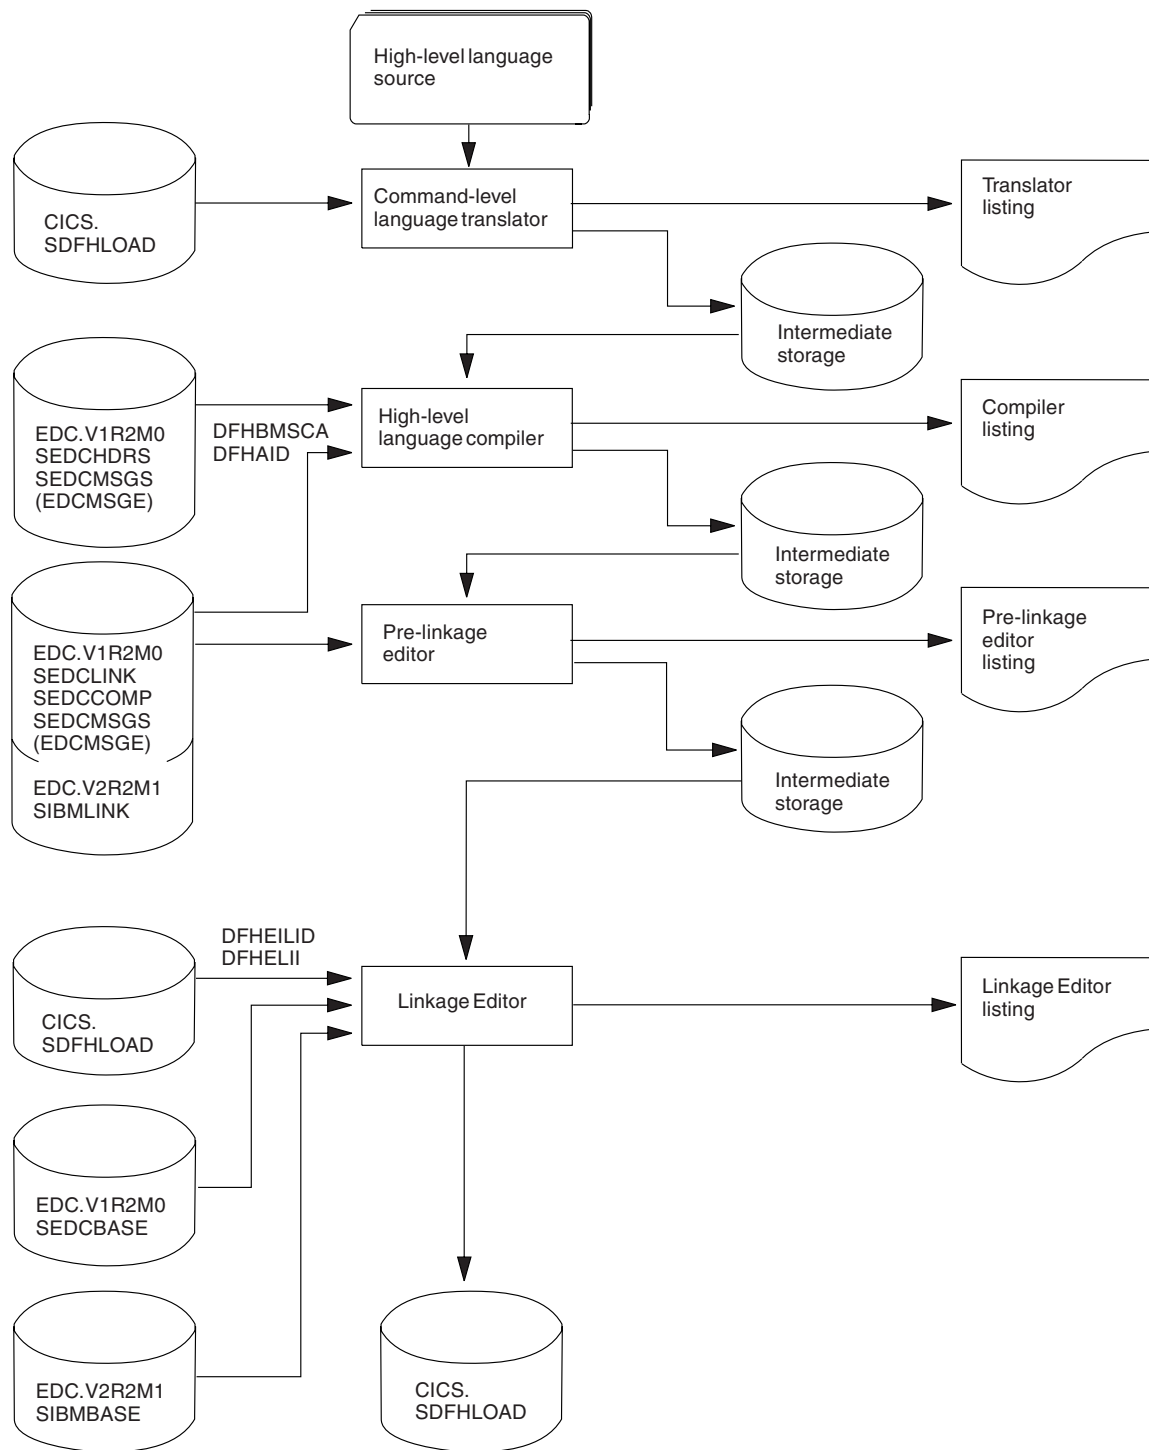 High-level language
source
Command-level
language translator
Translator
listing
CICS.
SDFHLOAD
Intermediate
storage
EDC.V1R2M0
SEDCHDRS
SEDCMSGS
(EDCMSGE)
DFHBMSCA
DFHAID
High-level
language compiler
Compiler
listing
Intermediate
storage
EDC.V1R2M0
SEDCLINK
SEDCCOMP
SEDCMSGS
(EDCMSGE)
EDC.V2R2M1
SIBMLINK
Pre-linkage
editor
Pre-linkage
editor
listing
Intermediate
storage
DFHEILID
DFHELII
CICS.
SDFHLOAD
Linkage Editor
Linkage Editor
listing
EDC.V1R2M0
SEDCBASE
EDC.V2R2M1
SIBMBASE
CICS.
SDFHLOAD